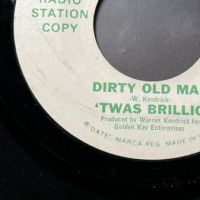 RADIO
STATION
COPY
DIRTY OLD MA
-W. Kendrick-
'TWAS BRILLIG
Produced by Warren Kendrick for
Golden Key Enterprises
"DATE" MARCA REG. MADE IN